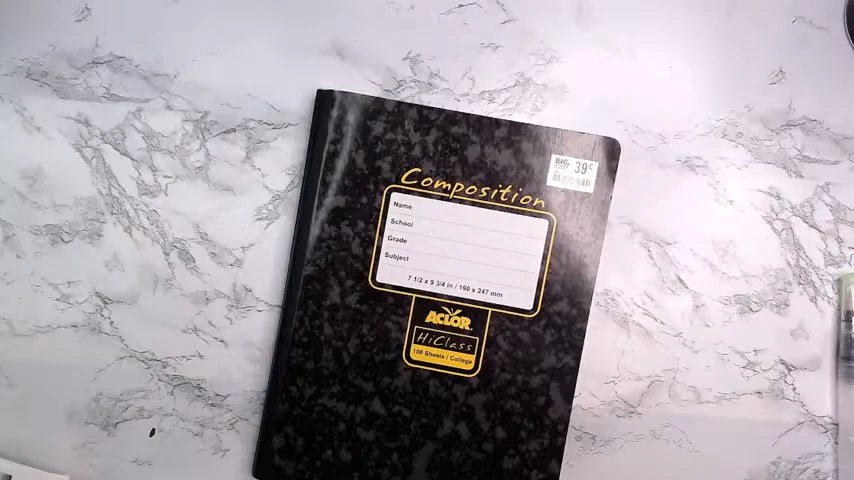 BIG
39¢
Composition
Name
School
Grade
Subject
7 1/2 x 9 3/4 in / 190 x 247 mm
ACLOR
HiClass
100 Sheets / College